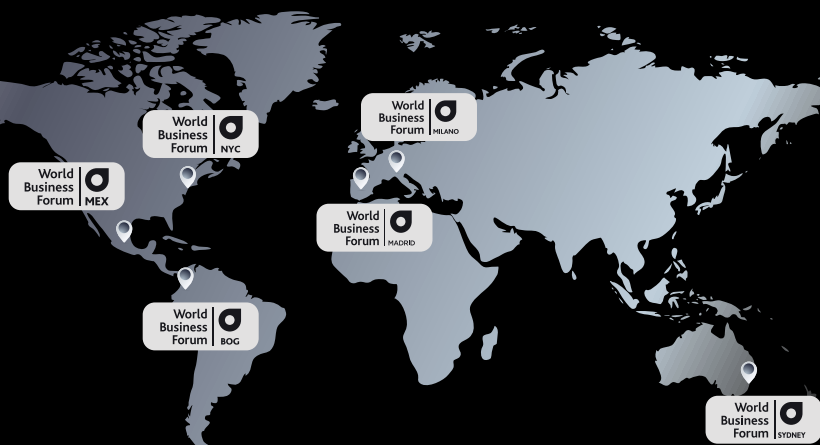 World
Business
Forum
NYC
World
Business
Forum
MILANO
World
Business
Forum
MEX
World
Business
Forum
MADRID
World
Business
Forum
BOG
World
Business
Forum
SYDNEY